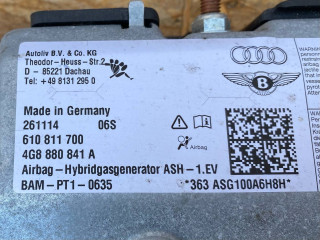 Autoliv B.V. & Co. KG
Theodor-Heuss-Str.2
D - 85221 Dachau
Tel: +49 8131 295 0
B
Made in Germany
261114 06S
610 811 700
4G8 880 841 A
Airbag-Hybridgasgenerator ASH-1.EV
BAM-PT1-0635 *363 ASG100A6H8H*